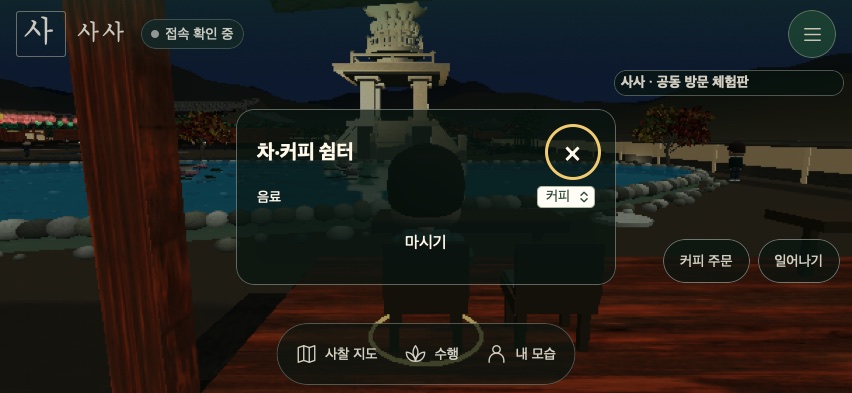 사
사사
접속 확인 중
사사 · 공동 방문 체험판
차·커피 쉼터
×
음료
커피
마시기
커피 주문
일어나기
사찰 지도
수행
내 모습